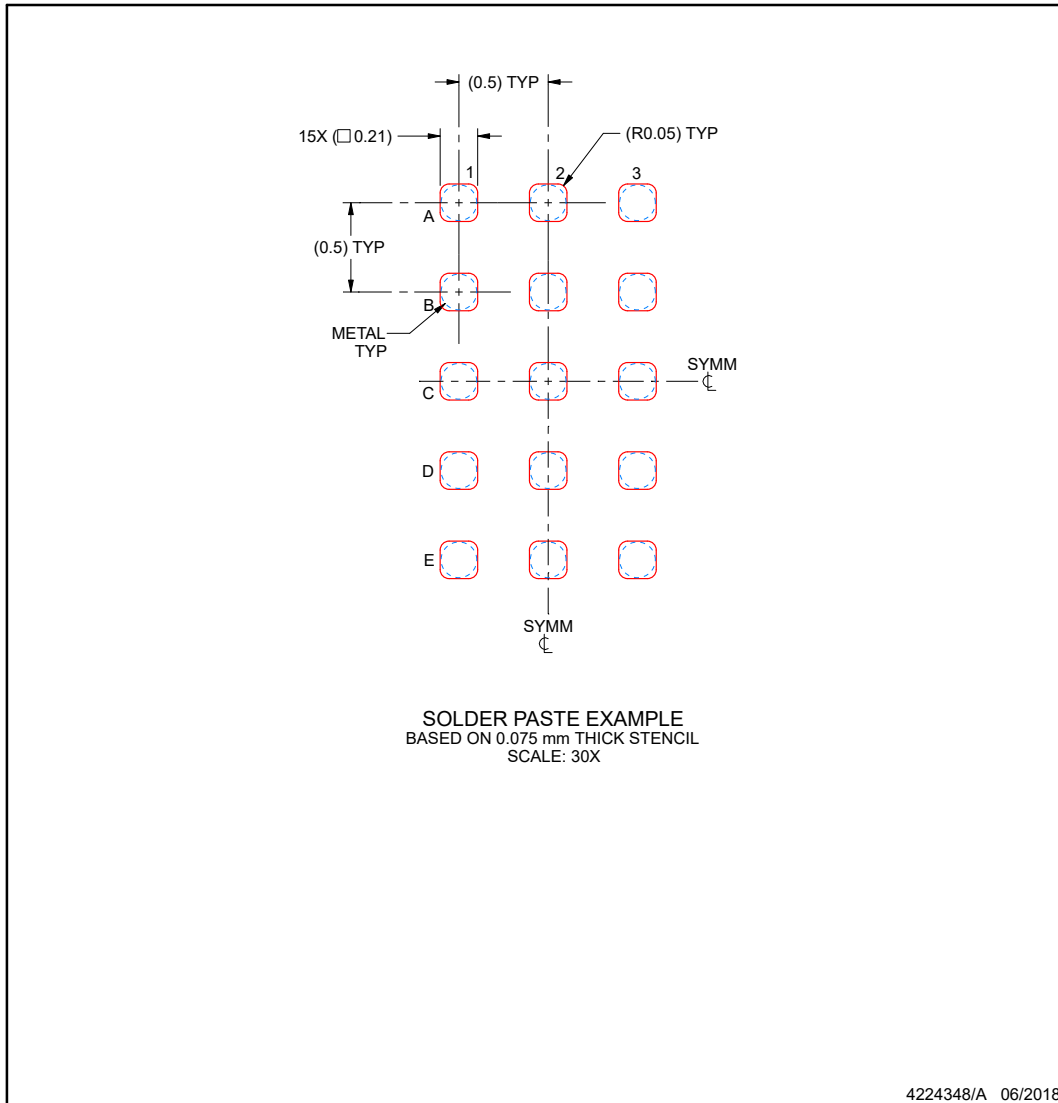 (0.5) TYP
15X (□0.21)
(R0.05) TYP
1
2
3
A
(0.5) TYP
B
METAL
TYP
SYMM
℄
C
D
E
SYMM
℄
SOLDER PASTE EXAMPLE
BASED ON 0.075 mm THICK STENCIL
SCALE: 30X
4224348/A 06/2018